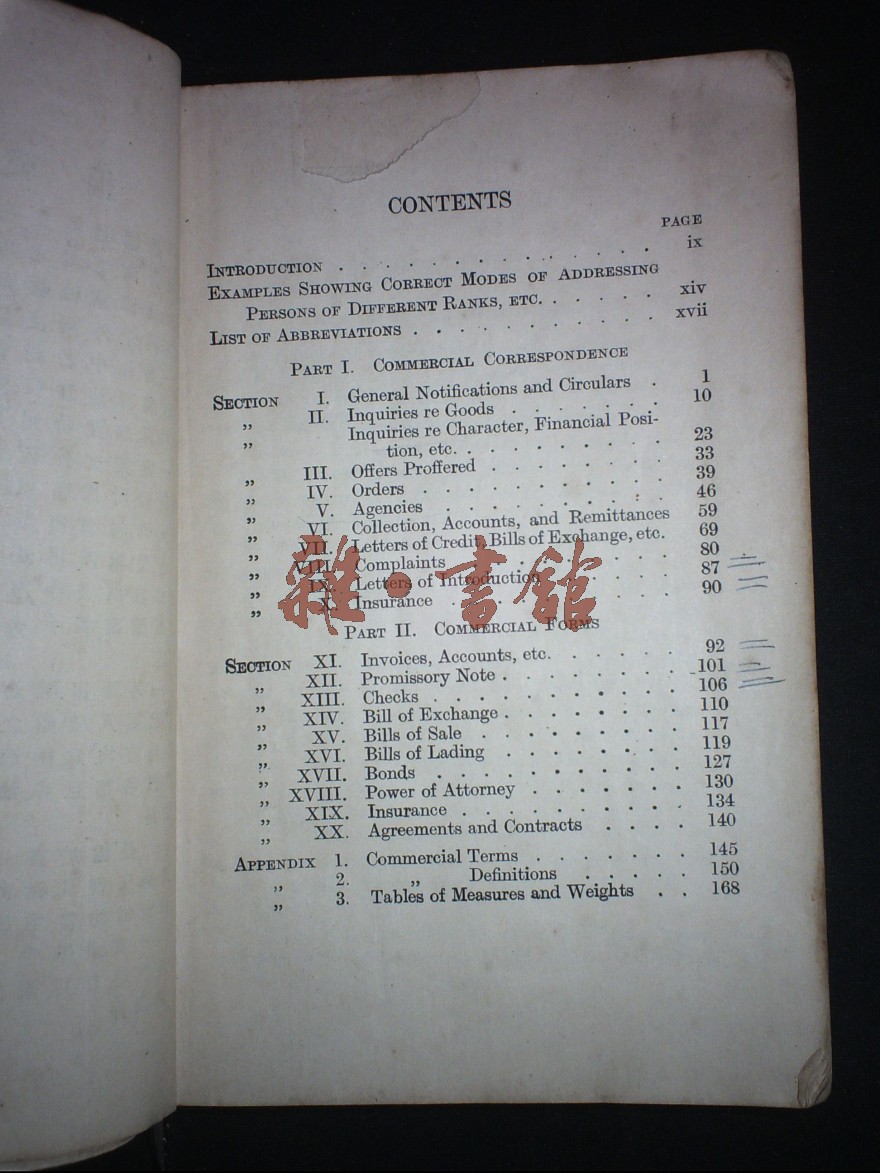 CONTENTS
PAGE
INTRODUCTION . . . . . . . . . . . . . ix
EXAMPLES SHOWING CORRECT MODES OF ADDRESSING
PERSONS OF DIFFERENT RANKS, ETC. . . . . . xiv
LIST OF ABBREVIATIONS . . . . . . . . . . xvii
PART I. COMMERCIAL CORRESPONDENCE
SECTION I. General Notifications and Circulars . 1
„ II. Inquiries re Goods . . . . . . . 10
„ Inquiries re Character, Financial Posi-
tion, etc. . . . . . . . . . 23
„ III. Offers Proffered . . . . . . . . 33
„ IV. Orders . . . . . . . . . . 39
„ V. Agencies . . . . . . . . . 46
„ VI. Collection, Accounts, and Remittances 59
„ VII. Letters of Credit, Bills of Exchange, etc. 69
„ VIII. Complaints . . . . . . . . 80
„ IX. Letters of Introduction . . . . . 87
„ X. Insurance . . . . . . . . . 90
雜·書館
PART II. COMMERCIAL FORMS
SECTION XI. Invoices, Accounts, etc. . . . . . 92
„ XII. Promissory Note . . . . . . . 101
„ XIII. Checks . . . . . . . . . . 106
„ XIV. Bill of Exchange . . . . . . . 110
„ XV. Bills of Sale . . . . . . . . 117
„ XVI. Bills of Lading . . . . . . . 119
„ XVII. Bonds . . . . . . . . . . 127
„ XVIII. Power of Attorney . . . . . . 130
„ XIX. Insurance . . . . . . . . . 134
„ XX. Agreements and Contracts . . . . 140
APPENDIX 1. Commercial Terms . . . . . . . 145
„ 2. „ Definitions . . . . . 150
„ 3. Tables of Measures and Weights . . 168